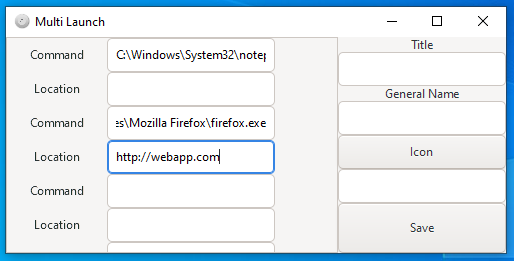 Multi Launch
Command C:\Windows\System32\notep
Location
Command es\Mozilla Firefox\firefox.exe
Location http://webapp.com
Command
Location
Title
General Name
Icon
Save